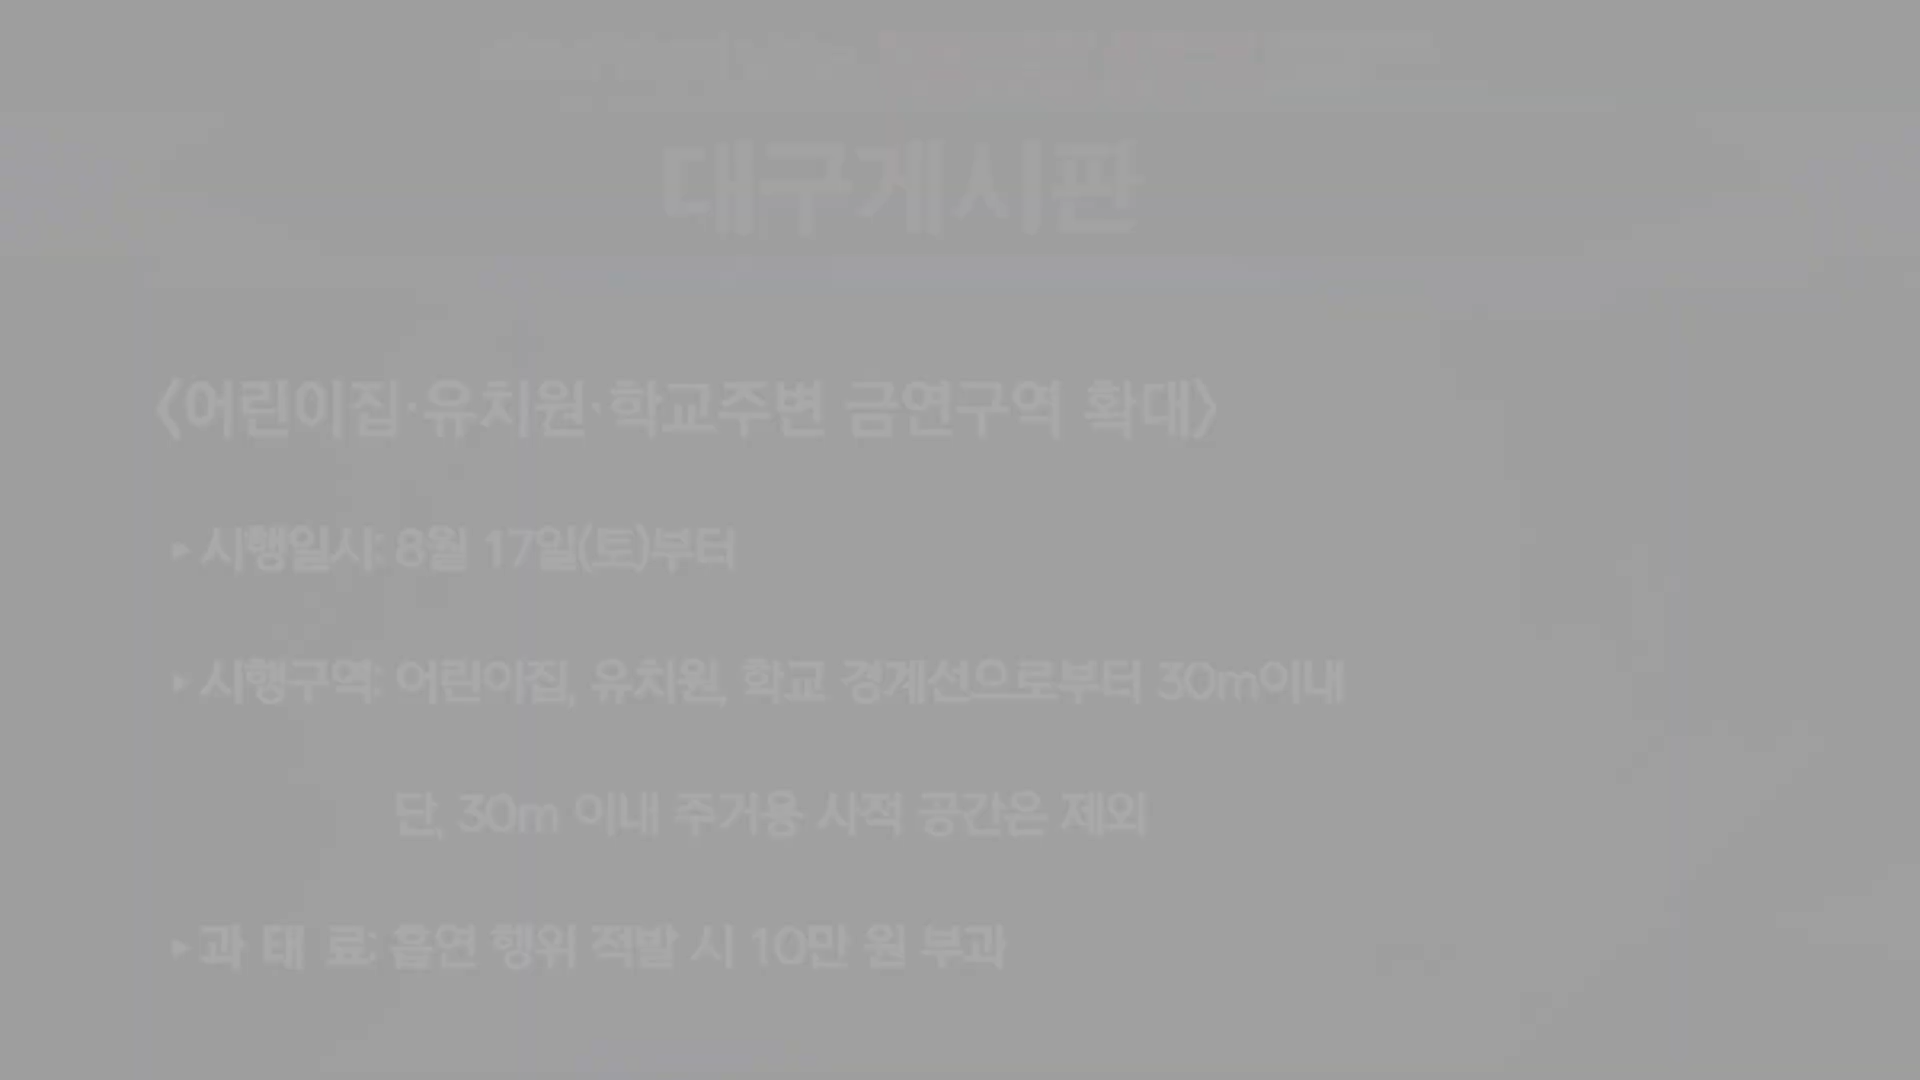 대구게시판
〈어린이집·유치원·학교주변 금연구역 확대〉
▸시행일시: 8월 17일(토)부터
▸시행구역: 어린이집, 유치원, 학교 경계선으로부터 30m이내
단, 30m 이내 주거용 사적 공간은 제외
▸과 태 료: 흡연 행위 적발 시 10만 원 부과